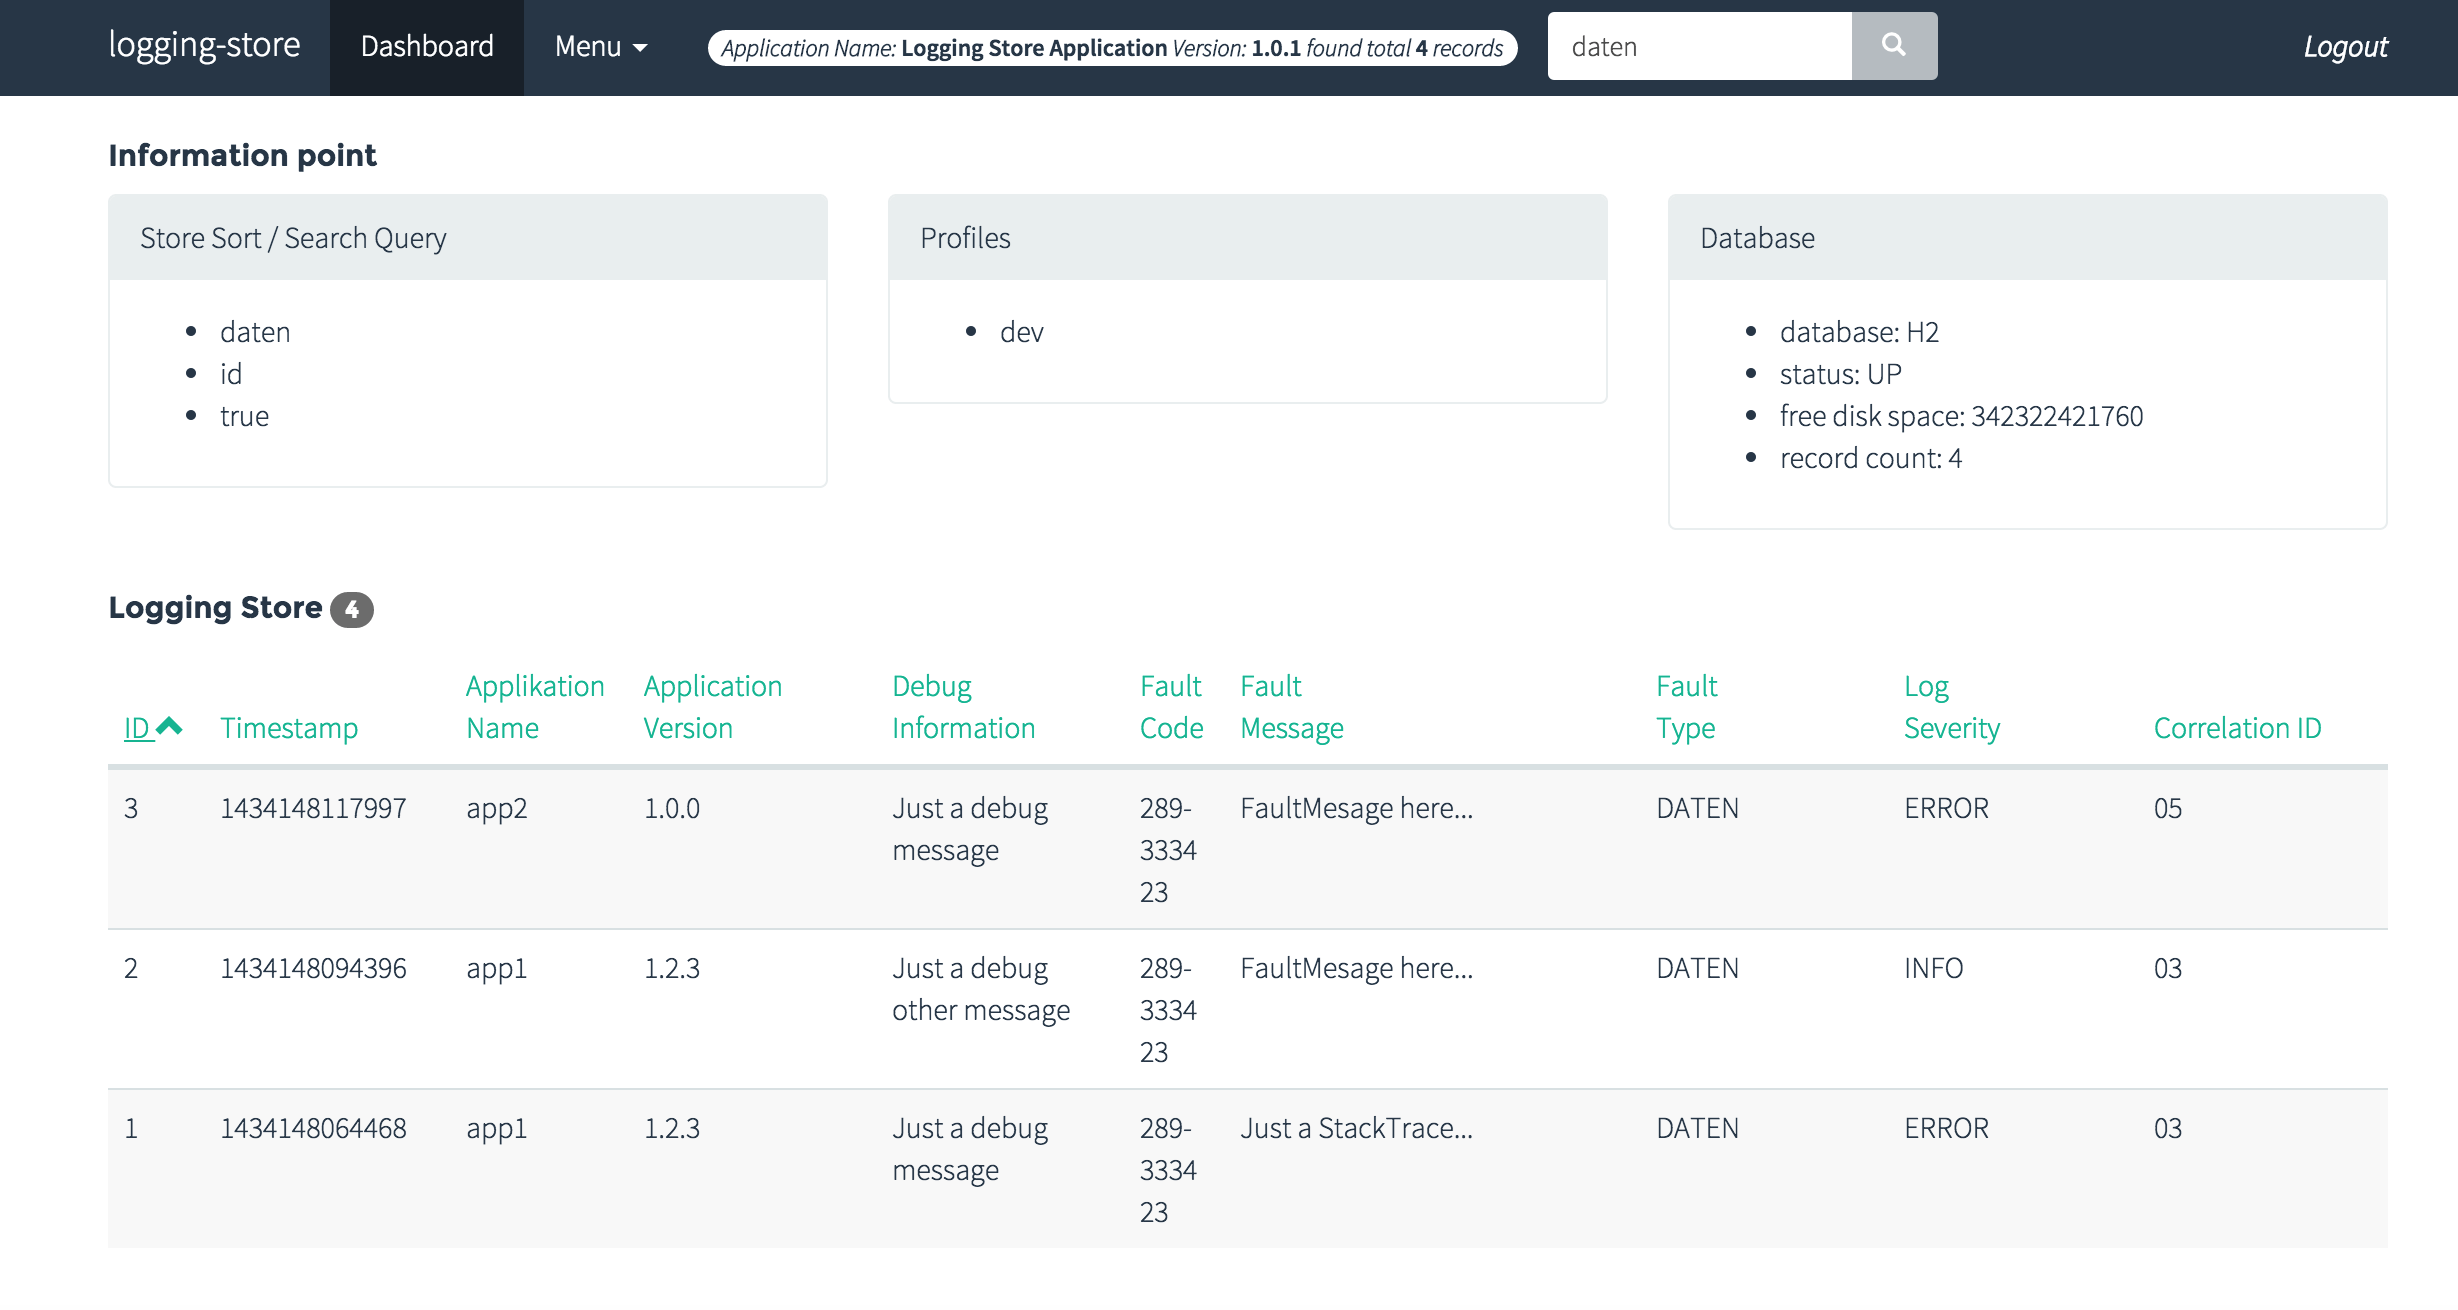 logging-store Dashboard Menu Application Name: Logging Store Application Version: 1.0.1 found total 4 records daten Logout
Information point
Store Sort / Search Query
daten
id
true
Profiles
dev
Database
database: H2
status: UP
free disk space: 342322421760
record count: 4
Logging Store 4
Applikation Application Debug Fault Fault Fault Log
ID Timestamp Name Version Information Code Message Type Severity Correlation ID
3 1434148117997 app2 1.0.0 Just a debug 289- FaultMesage here... DATEN ERROR 05
message 3334
23
2 1434148094396 app1 1.2.3 Just a debug 289- FaultMesage here... DATEN INFO 03
other message 3334
23
1 1434148064468 app1 1.2.3 Just a debug 289- Just a StackTrace... DATEN ERROR 03
message 3334
23